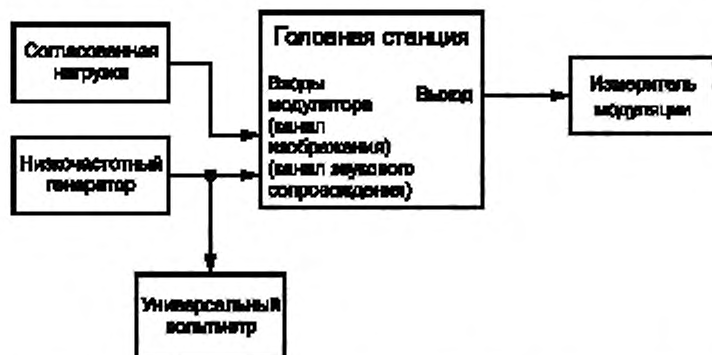 Согласованная
нагрузка
Низкочастотный
генератор
Универсальный
вольтметр
Головная станция
Входы
модулятора
(канал
изображения)
(канал звукового
сопровождения)
Выход
Измеритель
модуляции